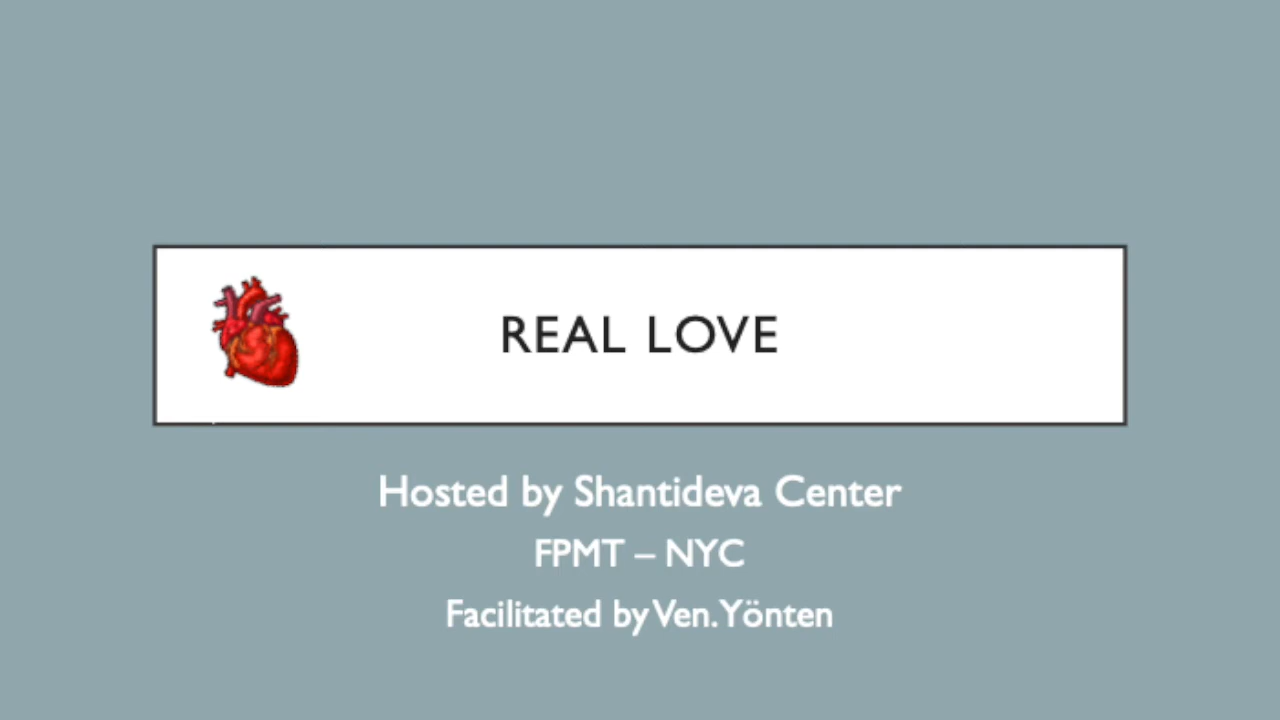 REAL LOVE
Hosted by Shantideva Center
FPMT – NYC
Facilitated by Ven. Yönten